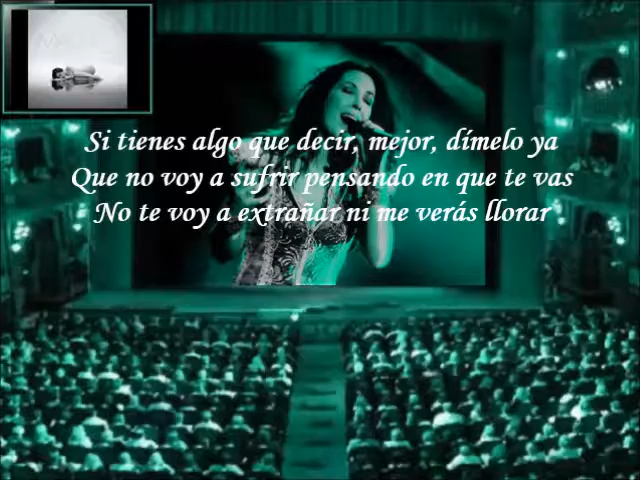 Si tienes algo que decir, mejor, dímelo ya
Que no voy a sufrir pensando en que te vas
No te voy a extrañar ni me verás llorar